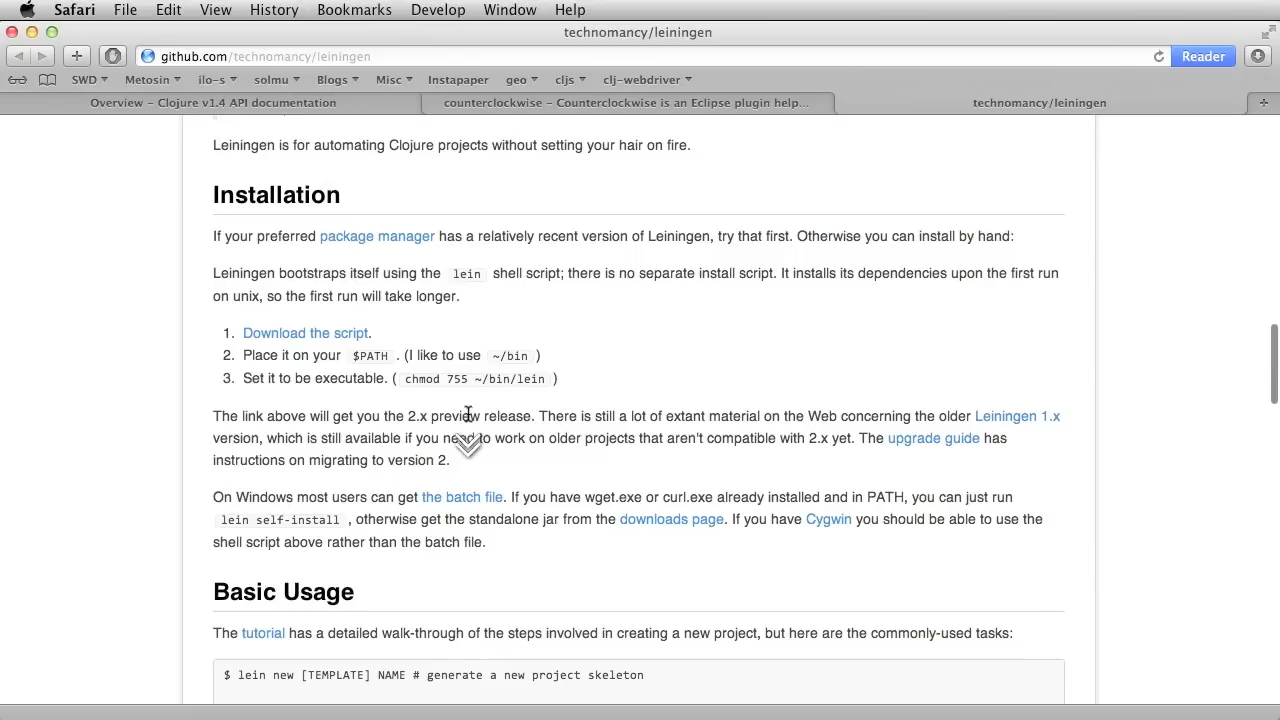 Safari File Edit View History Bookmarks Develop Window Help
technomancy/leiningen
github.com/technomancy/leiningen Reader
SWD Metosin ilo-s solmu Blogs Misc Instapaper geo cljs clj-webdriver
Overview – Clojure v1.4 API documentation counterclockwise – Counterclockwise is an Eclipse plugin help... technomancy/leiningen
Leiningen is for automating Clojure projects without setting your hair on fire.
Installation
If your preferred package manager has a relatively recent version of Leiningen, try that first. Otherwise you can install by hand:
Leiningen bootstraps itself using the lein shell script; there is no separate install script. It installs its dependencies upon the first run
on unix, so the first run will take longer.
1. Download the script.
2. Place it on your $PATH . (I like to use ~/bin )
3. Set it to be executable. ( chmod 755 ~/bin/lein )
The link above will get you the 2.x preview release. There is still a lot of extant material on the Web concerning the older Leiningen 1.x
version, which is still available if you need to work on older projects that aren't compatible with 2.x yet. The upgrade guide has
instructions on migrating to version 2.
On Windows most users can get the batch file. If you have wget.exe or curl.exe already installed and in PATH, you can just run
lein self-install , otherwise get the standalone jar from the downloads page. If you have Cygwin you should be able to use the
shell script above rather than the batch file.
Basic Usage
The tutorial has a detailed walk-through of the steps involved in creating a new project, but here are the commonly-used tasks:
$ lein new [TEMPLATE] NAME # generate a new project skeleton